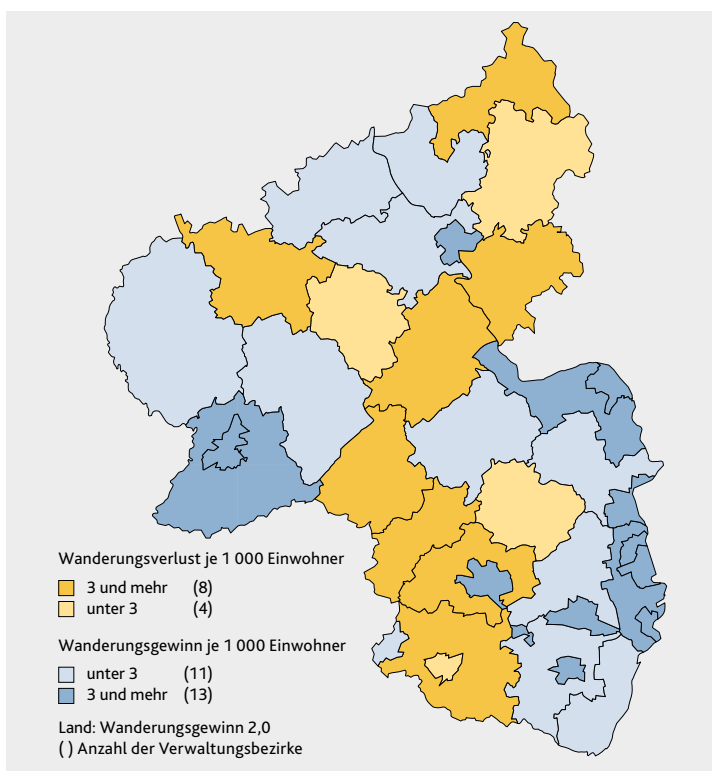 Wanderungsverlust je 1 000 Einwohner
3 und mehr (8)
unter 3 (4)
Wanderungsgewinn je 1 000 Einwohner
unter 3 (11)
3 und mehr (13)
Land: Wanderungsgewinn 2,0
( ) Anzahl der Verwaltungsbezirke